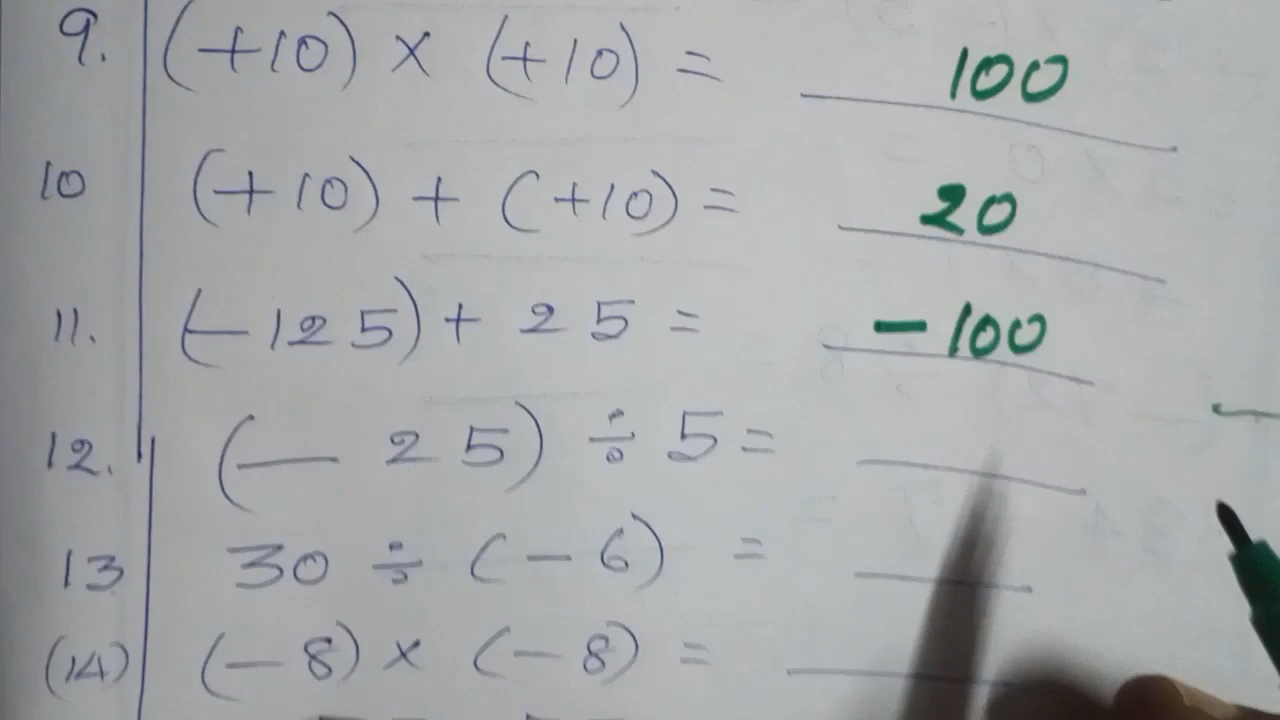 9. (+10) × (+10) = 100
10 (+10) + (+10) = 20
11. (-125) + 25 = -100
12. (- 25) ÷ 5 =
13 30 ÷ (-6) =
(14) (-8) × (-8) =